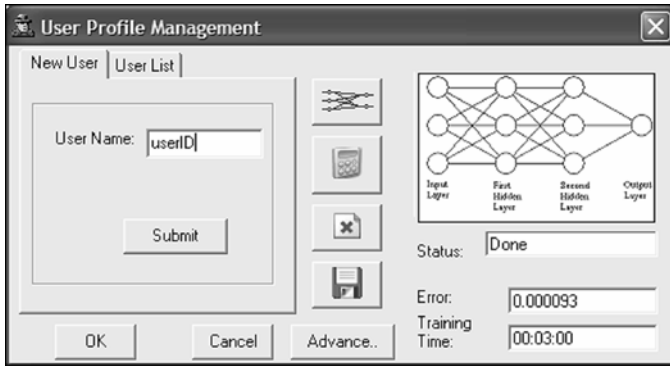 User Profile Management
New User
User List
User Name:
userID
Submit
OK
Cancel
Advance..
Input Layer
First Hidden Layer
Second Hidden Layer
Output Layer
Status:
Done
Error:
0.000093
Training Time:
00:03:00